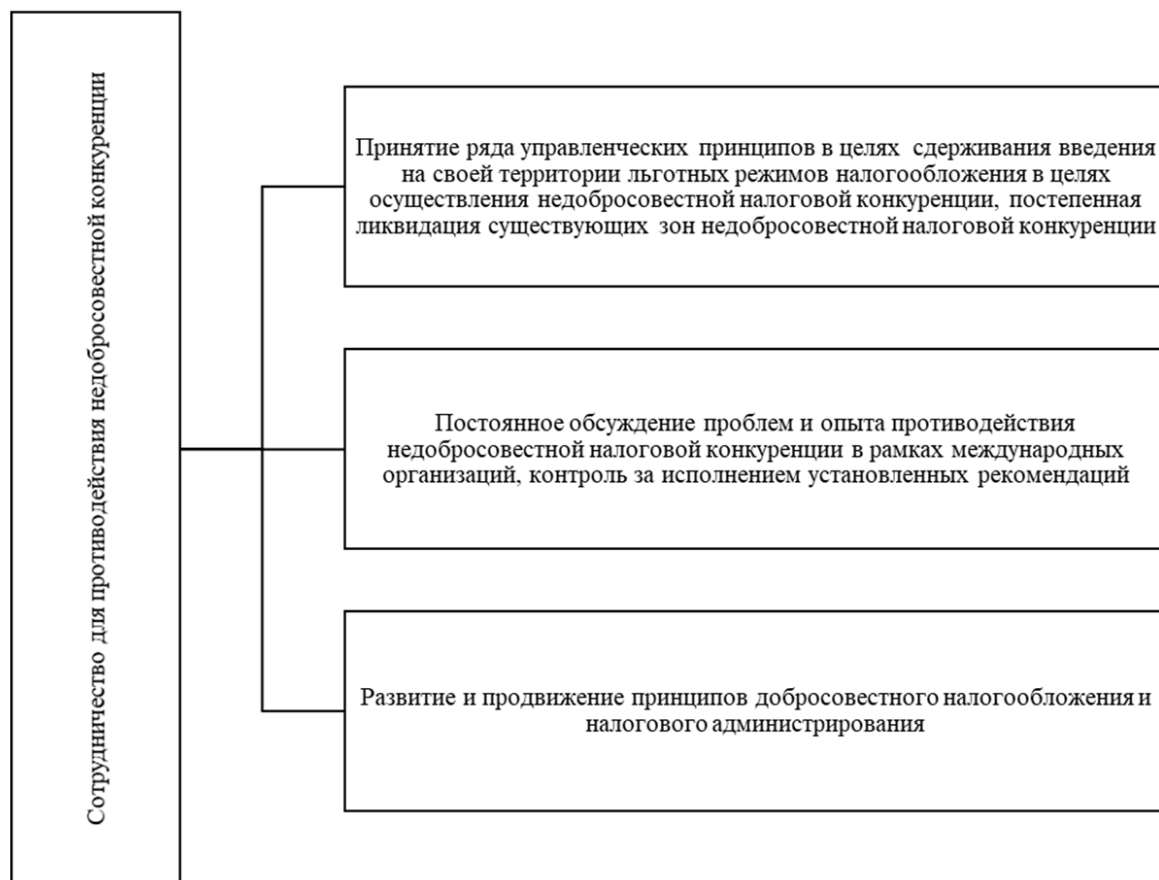 Сотрудничество для противодействия недобросовестной конкуренции
Принятие ряда управленческих принципов в целях сдерживания введения
на своей территории льготных режимов налогообложения в целях
осуществления недобросовестной налоговой конкуренции, постепенная
ликвидация существующих зон недобросовестной налоговой конкуренции
Постоянное обсуждение проблем и опыта противодействия
недобросовестной налоговой конкуренции в рамках международных
организаций, контроль за исполнением установленных рекомендаций
Развитие и продвижение принципов добросовестного налогообложения и
налогового администрирования